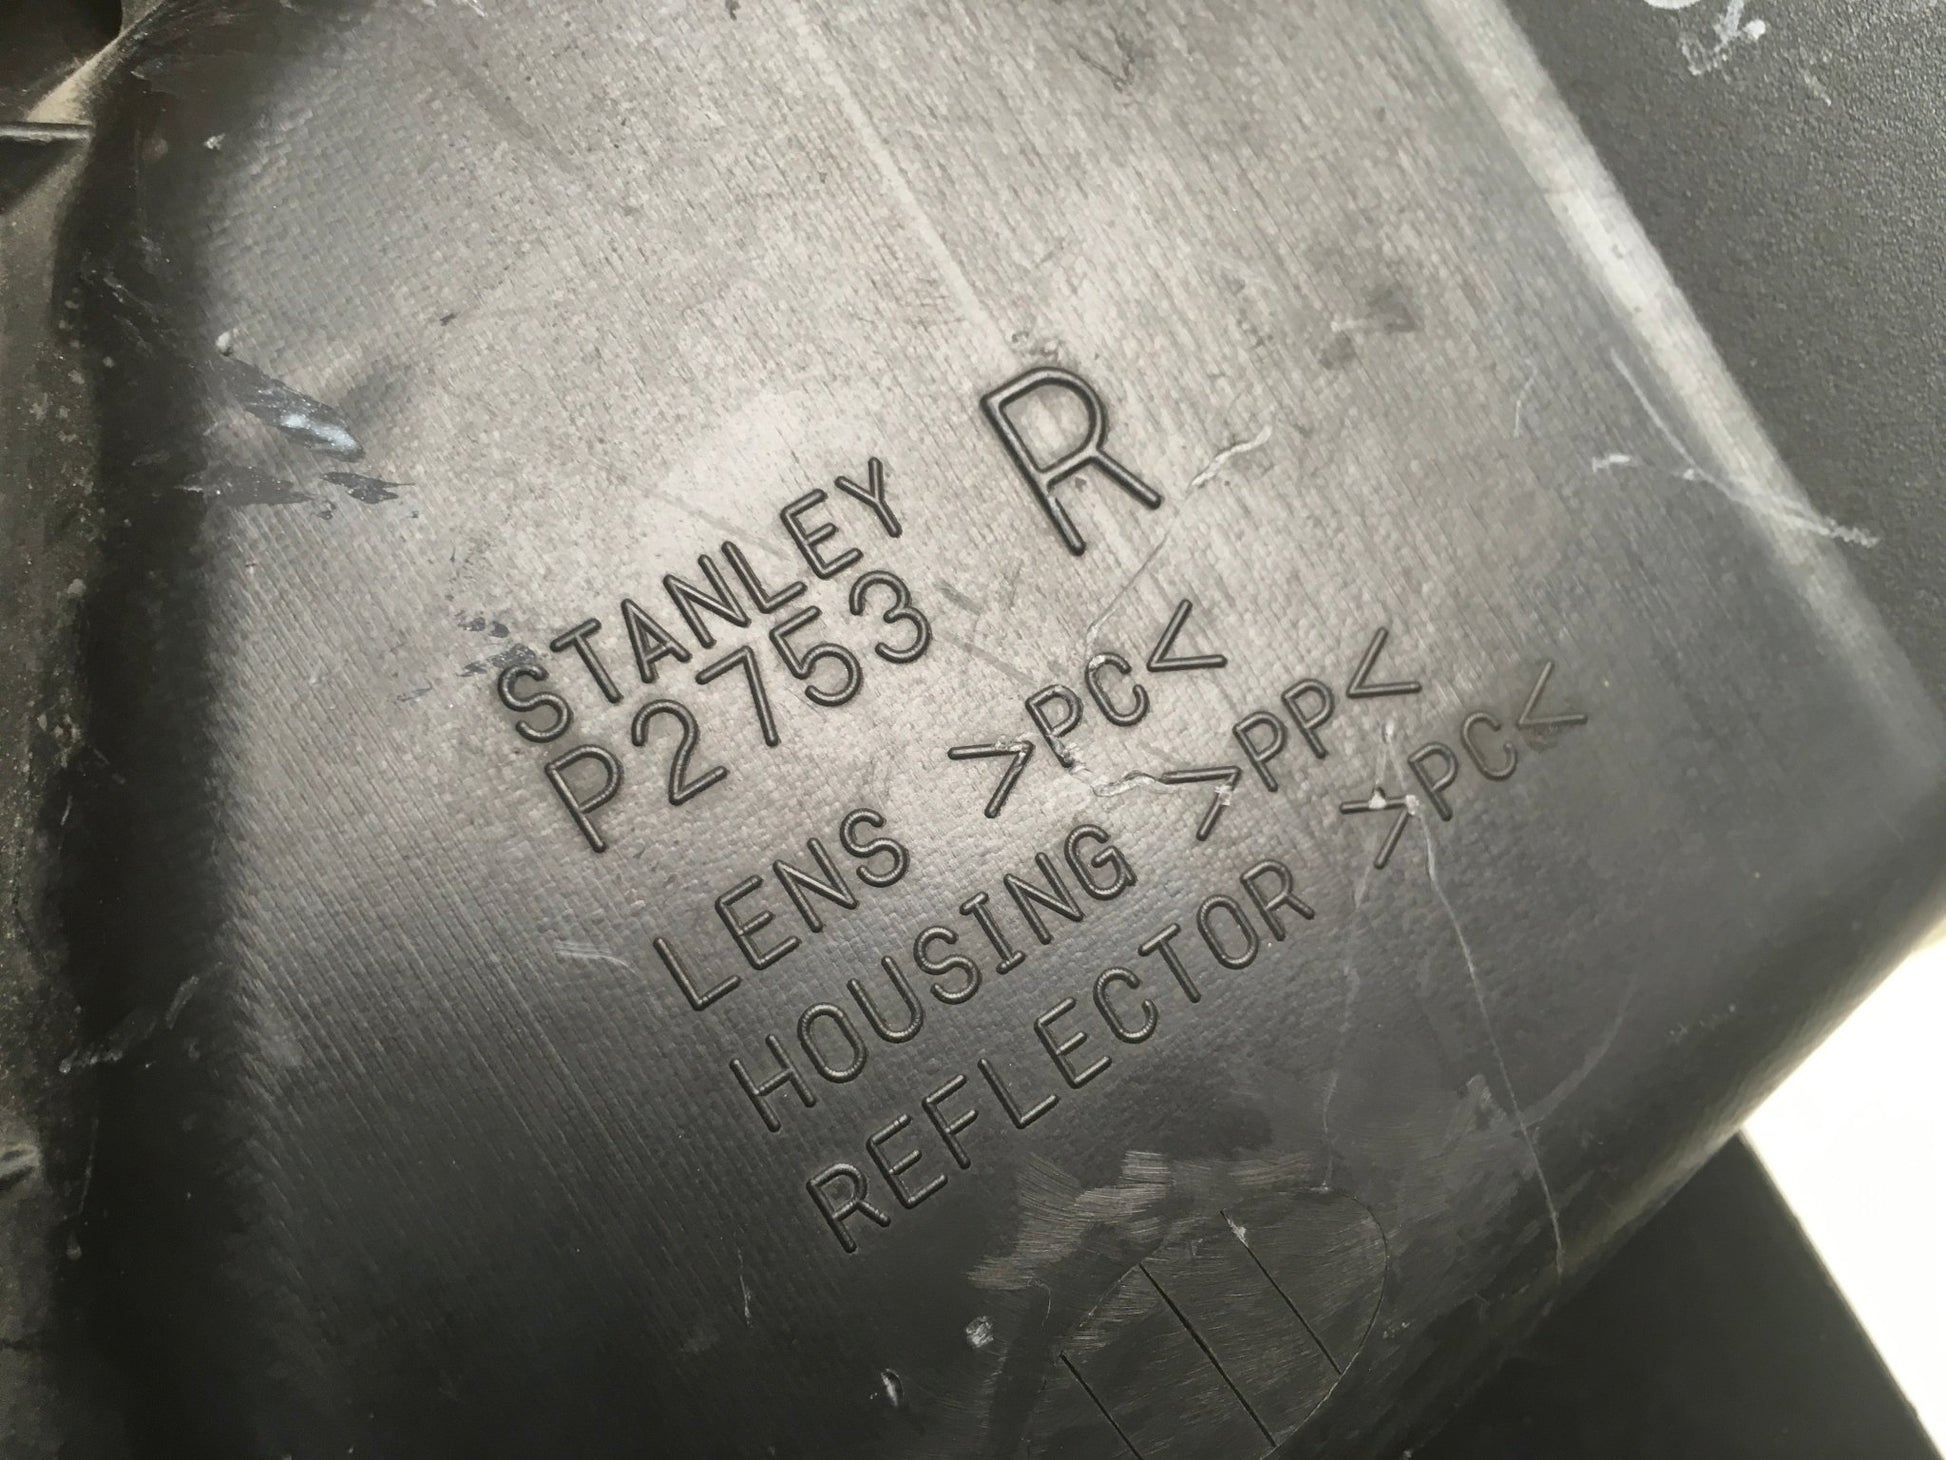 STANLEY R
P2753
LENS >PC<
HOUSING >PP<
REFLECTOR >PC<